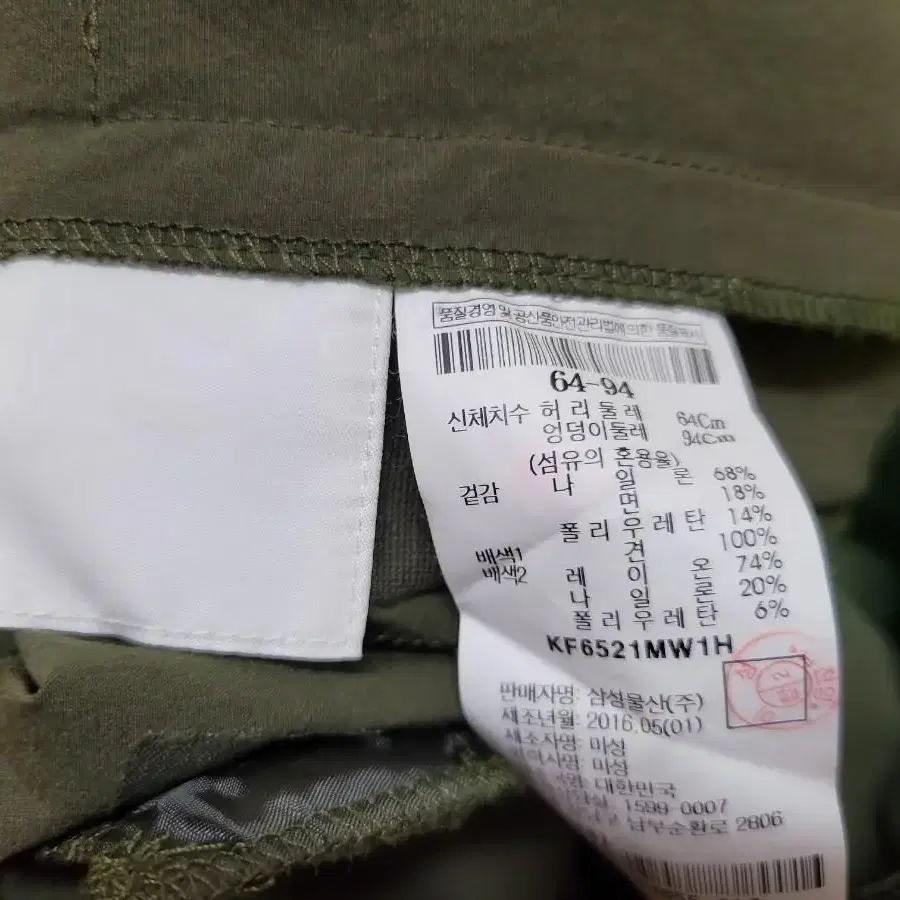 품질경영 및 공산품안전관리법에 의한 품질표시
64-94
신체치수 허리둘레 64Cm
엉덩이둘레 94Cm
(섬유의 혼용율)
겉감 나일론 68%
면 18%
폴리우레탄 14%
배색1 견 100%
배색2 레이온 74%
나일론 20%
폴리우레탄 6%
KF6521MW1H
판매자명: 삼성물산(주)
제조년월: 2016.05(01)
제조자명: 미성
미성
대한민국
1599-0007
남부순환로 2806